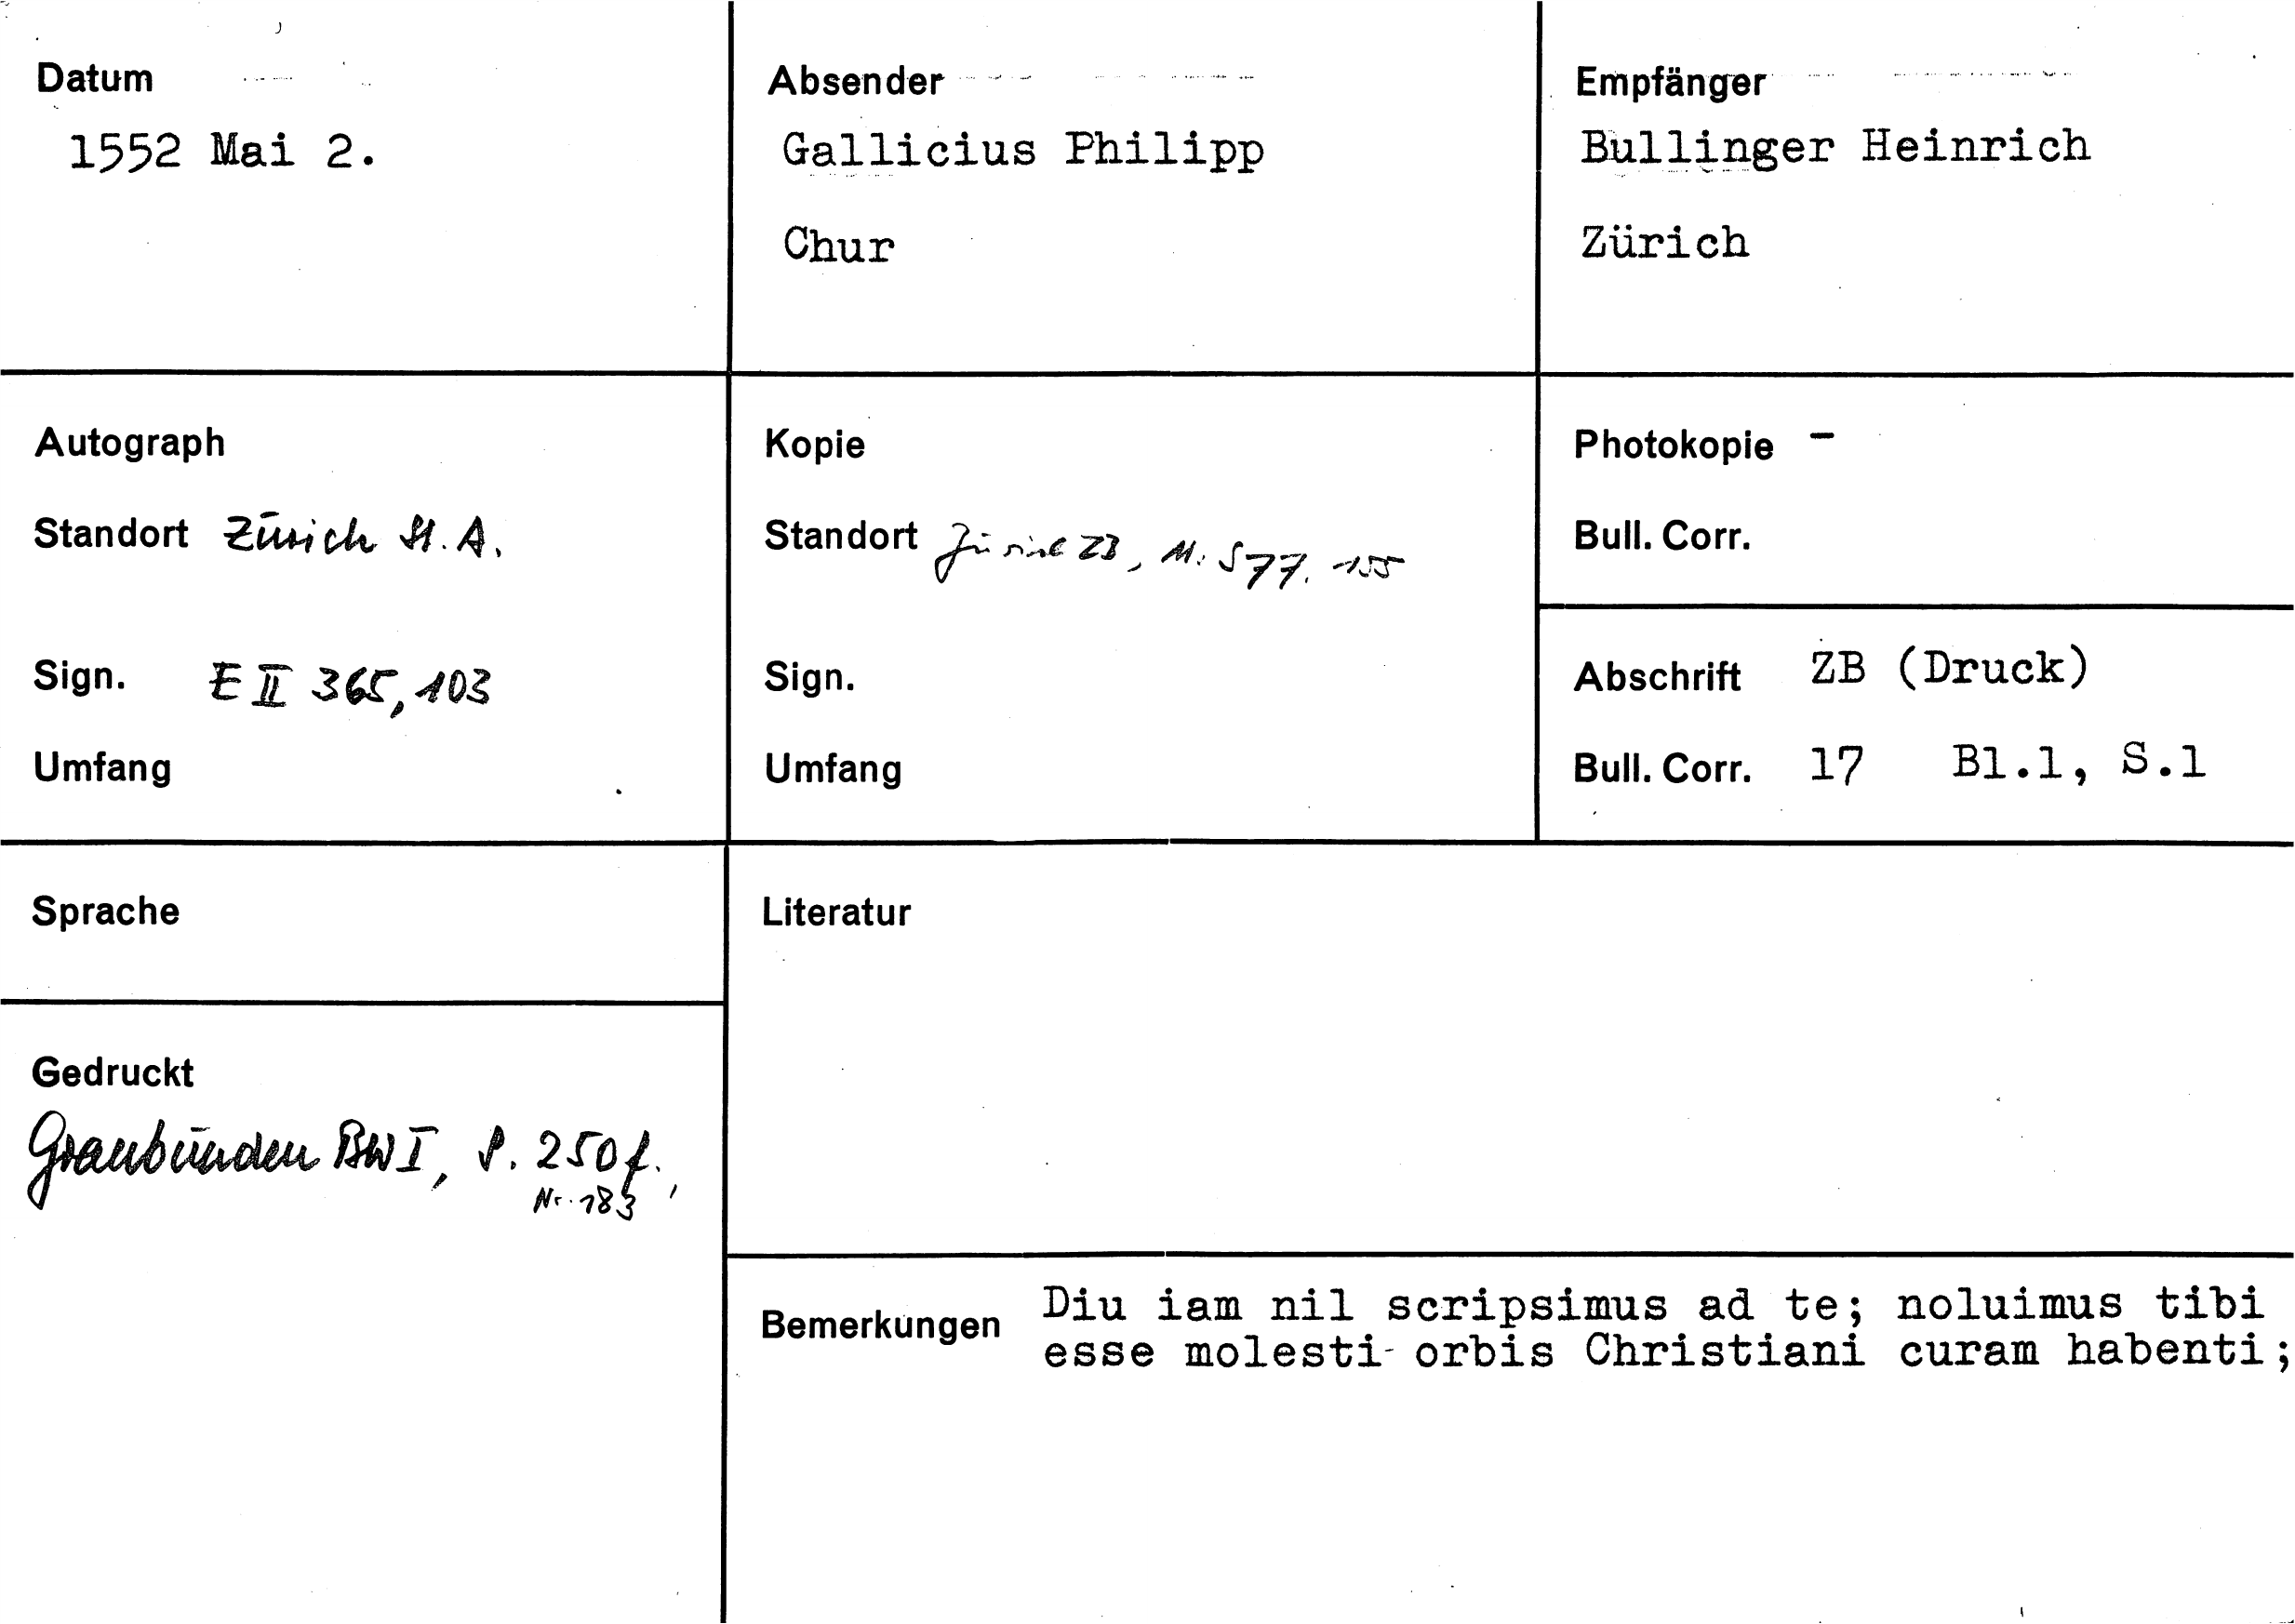 Datum
1552 Mai 2.
Absender
Gallicius Philipp
Chur
Empfänger
Bullinger Heinrich
Zürich
Autograph
Standort Zürich St. A.
Sign. E II 365, 103
Umfang
Kopie
Standort Zürich ZB, Ms S 77. 155
Sign.
Umfang
Photokopie -
Bull. Corr.
Abschrift ZB (Druck)
Bull. Corr. 17 Bl.1, S.1
Sprache
Gedruckt
Graubünden BW I, S. 250 f.,
Nr. 183
Literatur
Bemerkungen Diu iam nil scripsimus ad te; noluimus tibi
esse molesti orbis Christiani curam habenti;